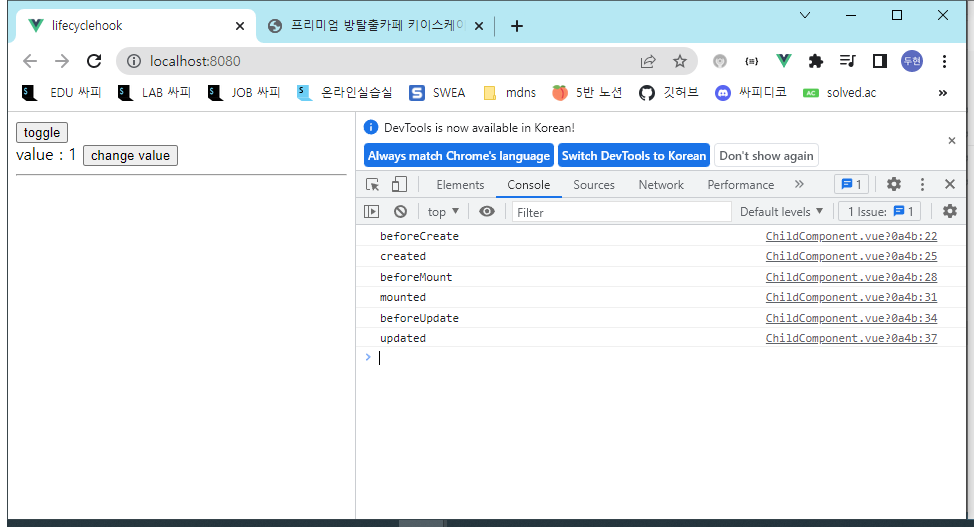 lifecyclehook
프리미엄 방탈출카페 키이스케이
localhost:8080
두현
EDU 싸피 LAB 싸피 JOB 싸피 온라인실습실 SWEA mdns 5반 노션 깃허브 싸피디코 AC solved.ac »
toggle
value : 1 change value
DevTools is now available in Korean!
Always match Chrome's language Switch DevTools to Korean Don't show again
Elements Console Sources Network Performance » 1
top Filter Default levels 1 Issue: 1
beforeCreate ChildComponent.vue?0a4b:22
created ChildComponent.vue?0a4b:25
beforeMount ChildComponent.vue?0a4b:28
mounted ChildComponent.vue?0a4b:31
beforeUpdate ChildComponent.vue?0a4b:34
updated ChildComponent.vue?0a4b:37